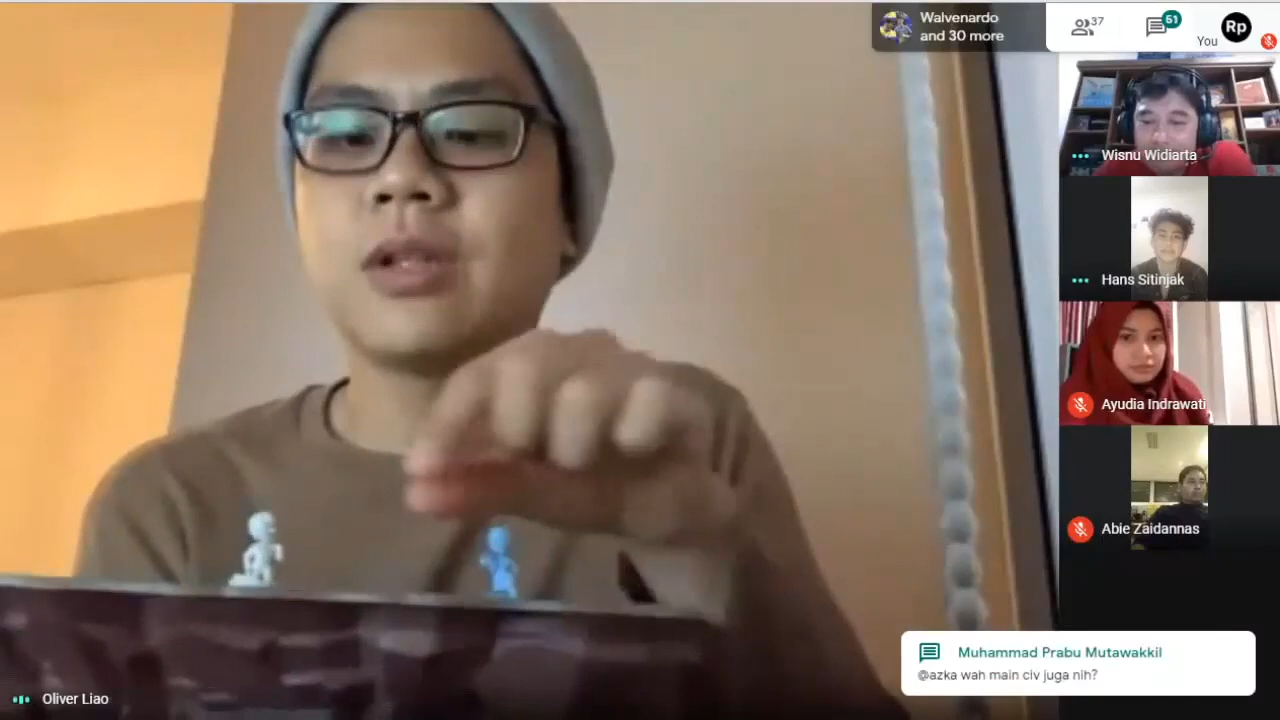 Walvenardo
and 30 more
37
61
You
Rp
Wisnu Widiarta
Hans Sitinjak
Ayudia Indrawati
Abie Zaidannas
Muhammad Prabu Mutawakkil
@azka wah main civ juga nih?
Oliver Liao